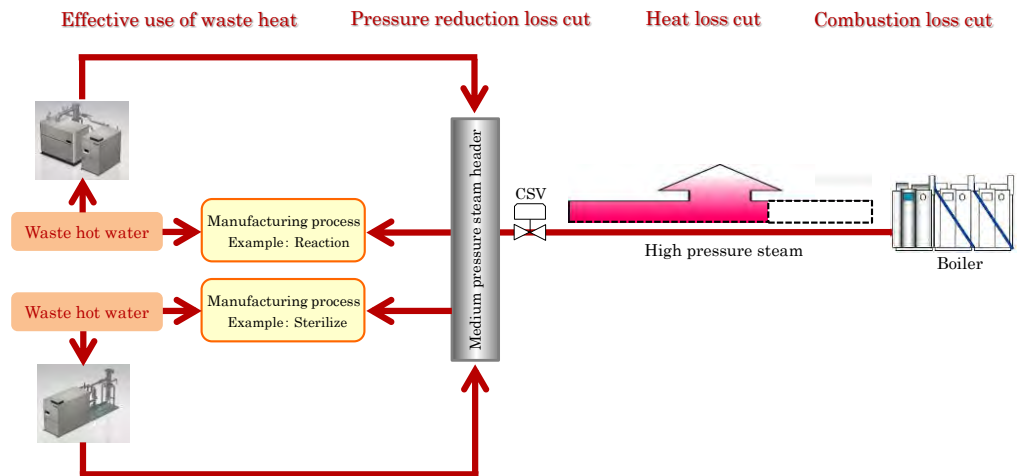 Effective use of waste heat
Pressure reduction loss cut
Heat loss cut
Combustion loss cut
Medium pressure steam header
CSV
Manufacturing process
Example: Reaction
Waste hot water
High pressure steam
Boiler
Manufacturing process
Example: Sterilize
Waste hot water